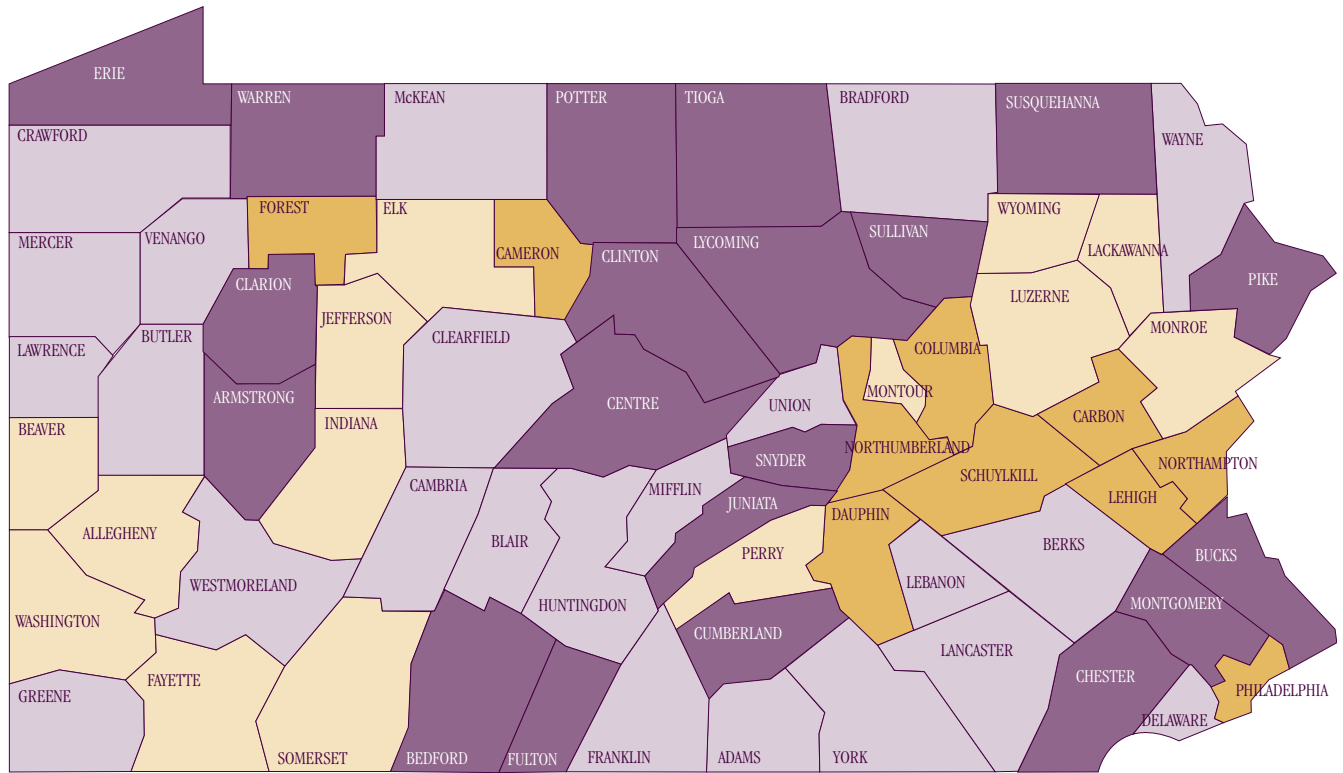 ERIE
WARREN
McKEAN
POTTER
TIOGA
BRADFORD
SUSQUEHANNA
WAYNE
CRAWFORD
FOREST
ELK
WYOMING
MERCER
VENANGO
CAMERON
CLINTON
LYCOMING
SULLIVAN
LACKAWANNA
CLARION
PIKE
LUZERNE
JEFFERSON
MONROE
LAWRENCE
BUTLER
CLEARFIELD
COLUMBIA
ARMSTRONG
CENTRE
UNION
MONTOUR
CARBON
BEAVER
INDIANA
NORTHUMBERLAND
SNYDER
SCHUYLKILL
NORTHAMPTON
CAMBRIA
MIFFLIN
JUNIATA
LEHIGH
ALLEGHENY
BLAIR
DAUPHIN
PERRY
BERKS
BUCKS
WESTMORELAND
LEBANON
HUNTINGDON
MONTGOMERY
WASHINGTON
CUMBERLAND
LANCASTER
GREENE
FAYETTE
CHESTER
PHILADELPHIA
DELAWARE
SOMERSET
BEDFORD
FULTON
FRANKLIN
ADAMS
YORK